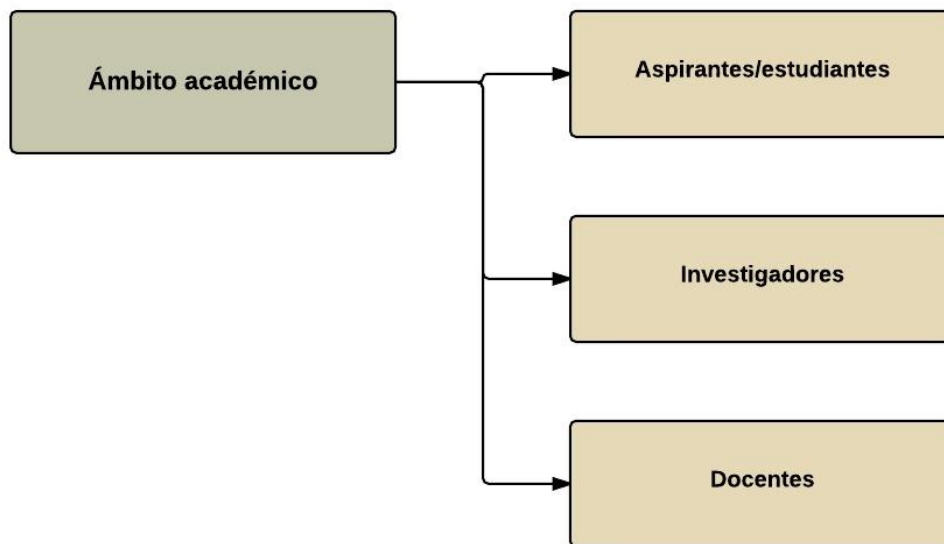 Ámbito académico
Aspirantes/estudiantes
Investigadores
Docentes